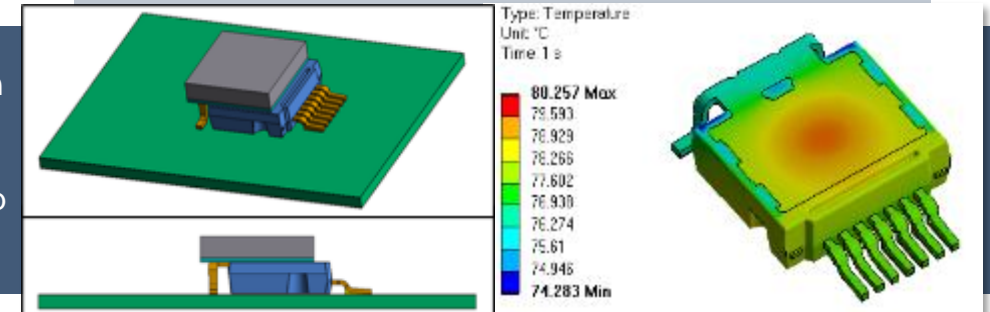 Type: Temperature
Unit: °C
Time: 1 s
80.257 Max
79.593
78.929
78.266
77.602
76.938
76.274
75.61
74.946
74.283 Min